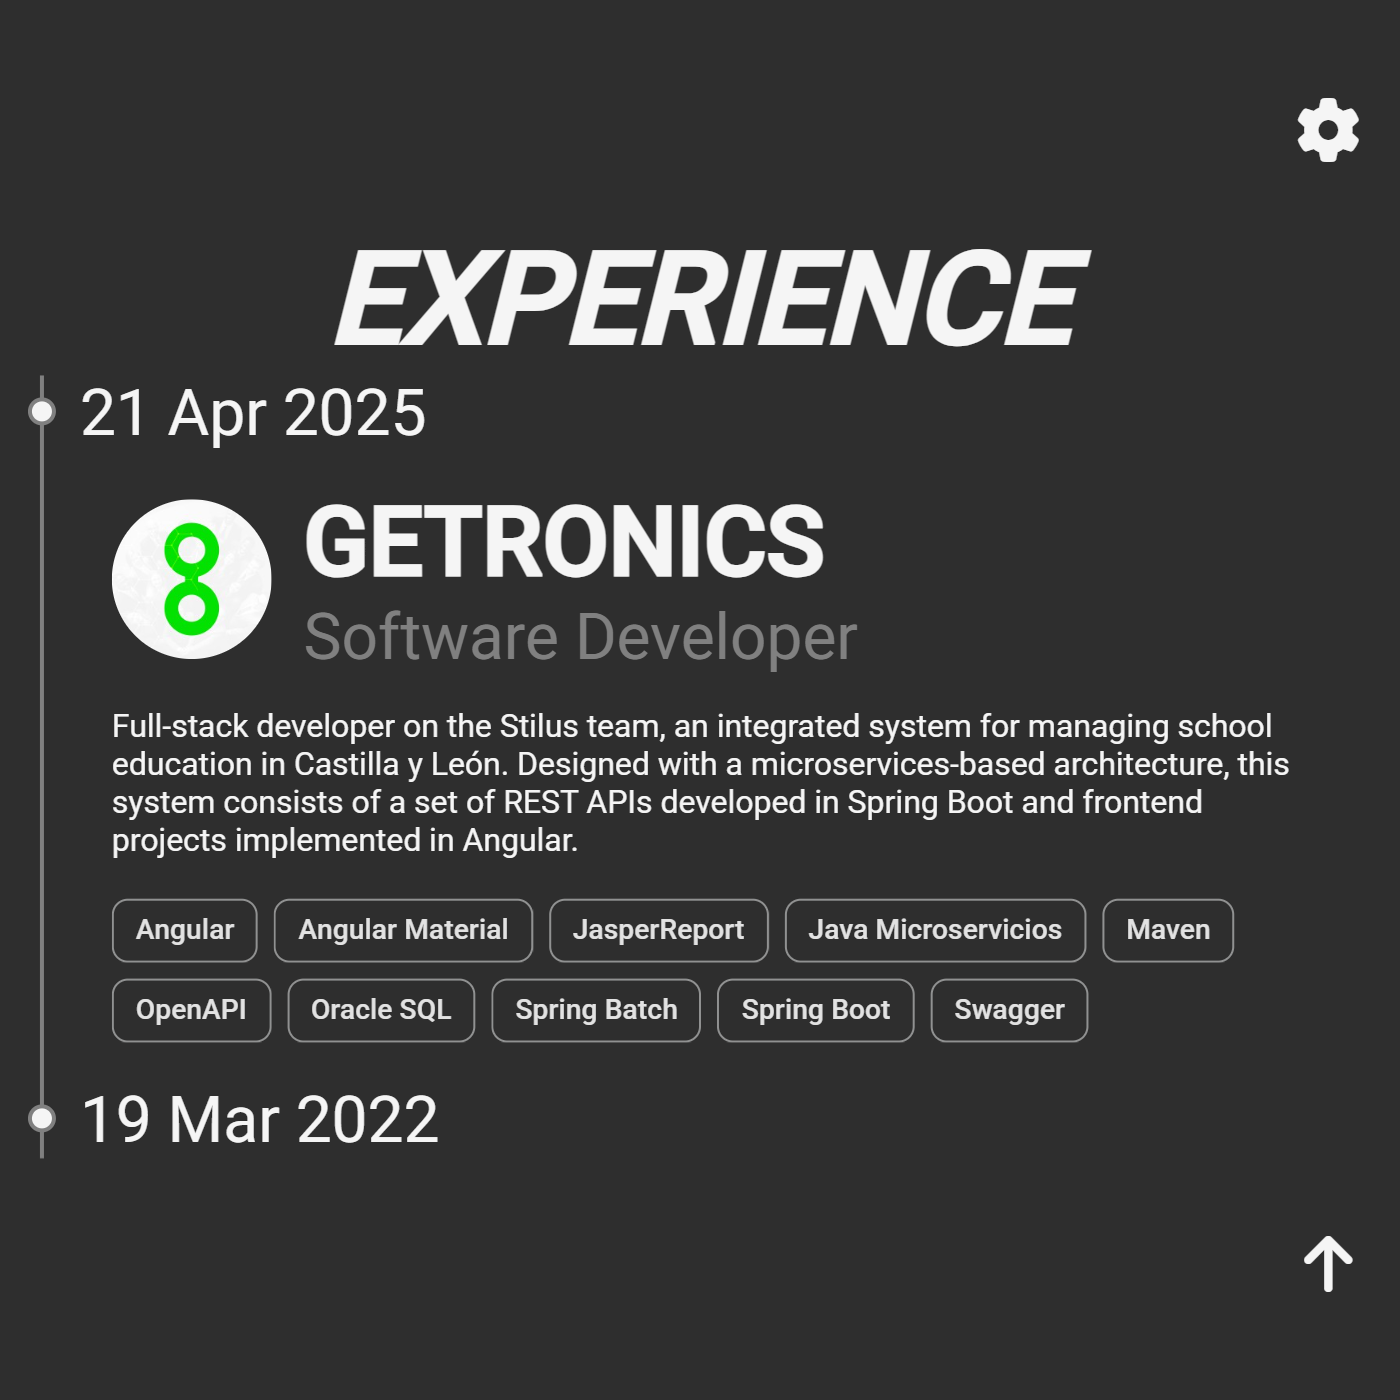 EXPERIENCE
21 Apr 2025
GETRONICS
Software Developer
Full-stack developer on the Stilus team, an integrated system for managing school
education in Castilla y León. Designed with a microservices-based architecture, this
system consists of a set of REST APIs developed in Spring Boot and frontend
projects implemented in Angular.
Angular Angular Material JasperReport Java Microservicios Maven
OpenAPI Oracle SQL Spring Batch Spring Boot Swagger
19 Mar 2022